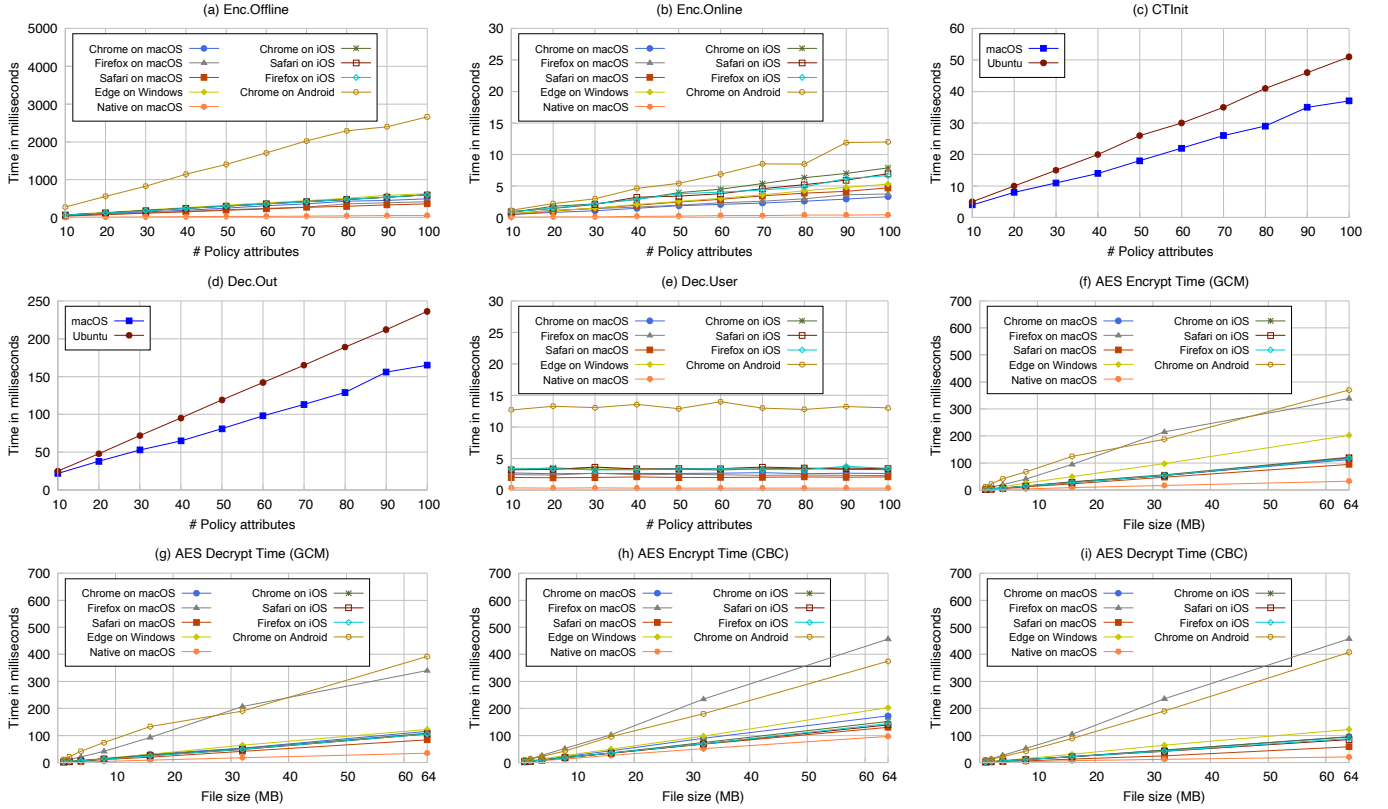 (a) Enc.Offline
Time in milliseconds
5000
4000
3000
2000
1000
0
Chrome on macOS
Firefox on macOS
Safari on macOS
Edge on Windows
Native on macOS
Chrome on iOS
Safari on iOS
Firefox on iOS
Chrome on Android
10 20 30 40 50 60 70 80 90 100
# Policy attributes
(b) Enc.Online
Time in milliseconds
30
25
20
15
10
5
0
Chrome on macOS
Firefox on macOS
Safari on macOS
Edge on Windows
Native on macOS
Chrome on iOS
Safari on iOS
Firefox on iOS
Chrome on Android
10 20 30 40 50 60 70 80 90 100
# Policy attributes
(c) CTInit
Time in milliseconds
60
50
40
30
20
10
0
macOS
Ubuntu
10 20 30 40 50 60 70 80 90 100
# Policy attributes
(d) Dec.Out
Time in milliseconds
250
200
150
100
50
0
macOS
Ubuntu
10 20 30 40 50 60 70 80 90 100
# Policy attributes
(e) Dec.User
Time in milliseconds
30
25
20
15
10
5
0
Chrome on macOS
Firefox on macOS
Safari on macOS
Edge on Windows
Native on macOS
Chrome on iOS
Safari on iOS
Firefox on iOS
Chrome on Android
10 20 30 40 50 60 70 80 90 100
# Policy attributes
(f) AES Encrypt Time (GCM)
Time in milliseconds
700
600
500
400
300
200
100
0
Chrome on macOS
Firefox on macOS
Safari on macOS
Edge on Windows
Native on macOS
Chrome on iOS
Safari on iOS
Firefox on iOS
Chrome on Android
10 20 30 40 50 60 64
File size (MB)
(g) AES Decrypt Time (GCM)
Time in milliseconds
700
600
500
400
300
200
100
0
Chrome on macOS
Firefox on macOS
Safari on macOS
Edge on Windows
Native on macOS
Chrome on iOS
Safari on iOS
Firefox on iOS
Chrome on Android
10 20 30 40 50 60 64
File size (MB)
(h) AES Encrypt Time (CBC)
Time in milliseconds
700
600
500
400
300
200
100
0
Chrome on macOS
Firefox on macOS
Safari on macOS
Edge on Windows
Native on macOS
Chrome on iOS
Safari on iOS
Firefox on iOS
Chrome on Android
10 20 30 40 50 60 64
File size (MB)
(i) AES Decrypt Time (CBC)
Time in milliseconds
700
600
500
400
300
200
100
0
Chrome on macOS
Firefox on macOS
Safari on macOS
Edge on Windows
Native on macOS
Chrome on iOS
Safari on iOS
Firefox on iOS
Chrome on Android
10 20 30 40 50 60 64
File size (MB)